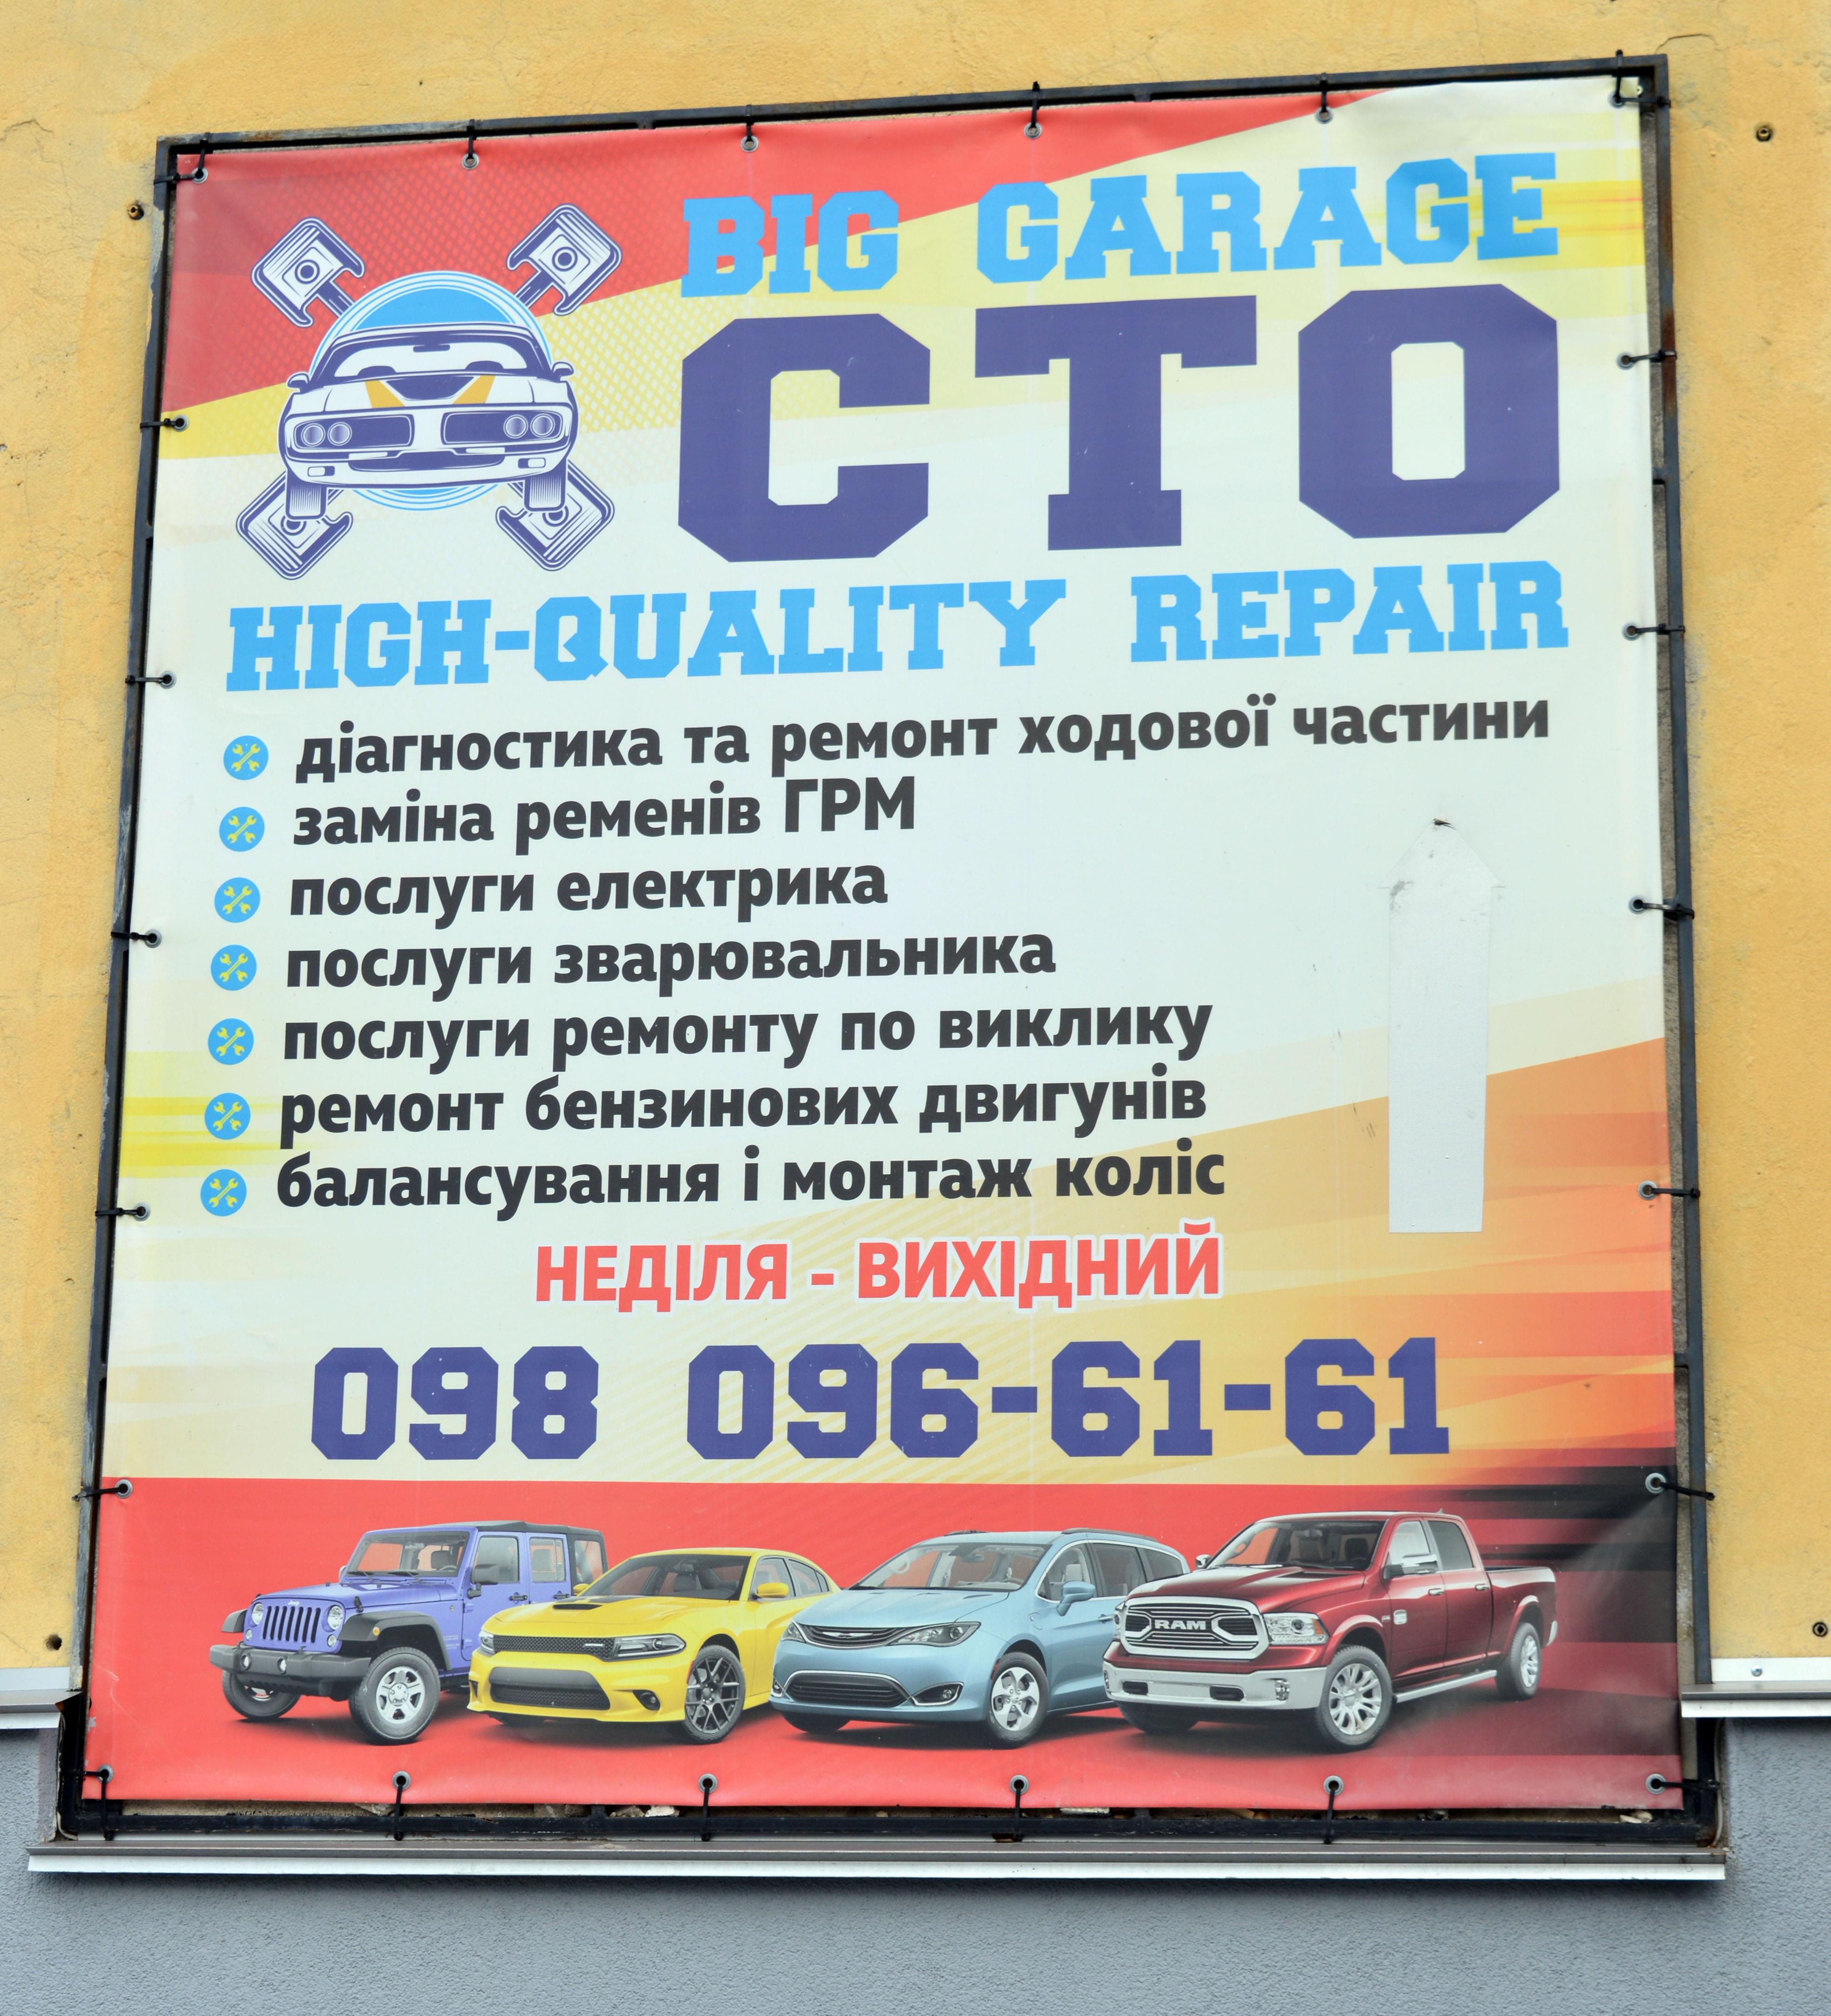 BIG GARAGE
СТО
HIGH-QUALITY REPAIR
діагностика та ремонт ходової частини
заміна ременів ГРМ
послуги електрика
послуги зварювальника
послуги ремонту по виклику
ремонт бензинових двигунів
балансування і монтаж коліс
НЕДІЛЯ - ВИХІДНИЙ
098 096-61-61
RAM